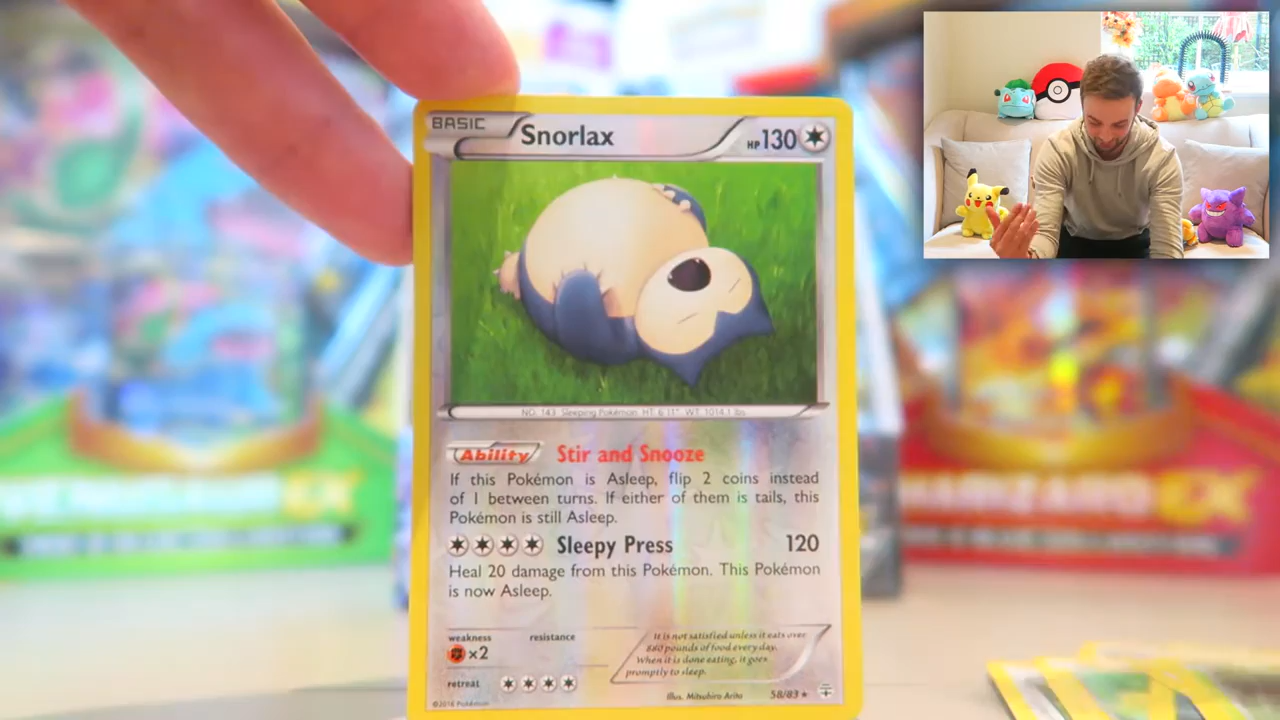 BASIC
Snorlax
HP 130
NO. 143 Sleeping Pokémon HT: 6'11" WT: 1014.1 lbs
Ability Stir and Snooze
If this Pokémon is Asleep, flip 2 coins instead
of 1 between turns. If either of them is tails, this
Pokémon is still Asleep.
Sleepy Press 120
Heal 20 damage from this Pokémon. This Pokémon
is now Asleep.
weakness resistance
×2
retreat
It is not satisfied unless it eats over
880 pounds of food every day.
When it is done eating, it goes
promptly to sleep.
Illus. Mitsuhiro Arita
58/83 ★
©2016 Pokémon
EX
CHARIZARD EX